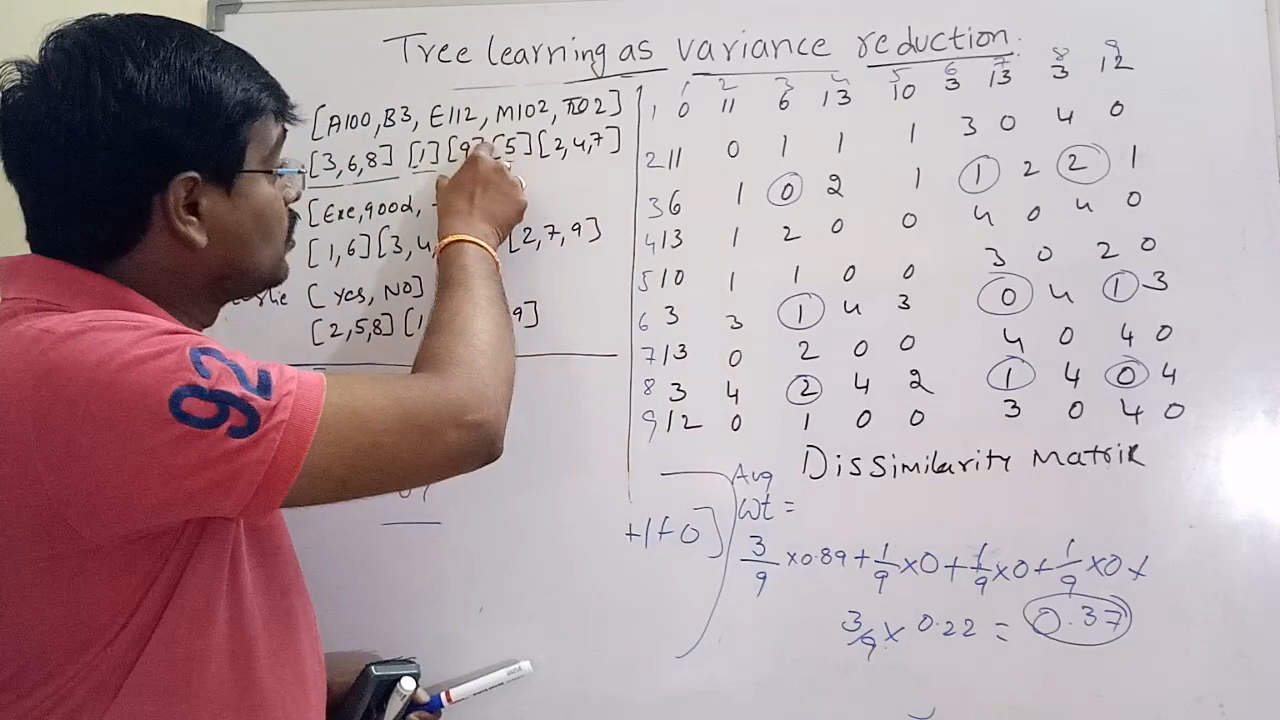 Tree learning as variance reduction.
[A100, B3, E112, M102, T02]
[3,6,8] [1] [9] [5] [2,4,7]
[Exe, good,
[1,6] [3,4, [2,7,9]
[Yes, No]
[2,5,8] [1, 9]
1 2 3 4 5 6 7 8 9
1 0 11 6 13 10 3 13 3 12
2 11 0 1 1 1 3 0 4 0
3 6 1 0 2 1 1 2 2 1
4 13 1 2 0 0 4 0 4 0
5 10 1 1 0 0 3 0 2 0
6 3 3 1 4 3 0 4 1 3
7 13 0 2 0 0 4 0 4 0
8 3 4 2 4 2 1 4 0 4
9 12 0 1 0 0 3 0 4 0
Dissimilarity Matrix
+1+0]
Avg
Wt =
3/9 ×0.89 + 1/9 ×0 + 1/9 ×0 + 1/9 ×0 +
3/9 × 0.22 = 0.37
92